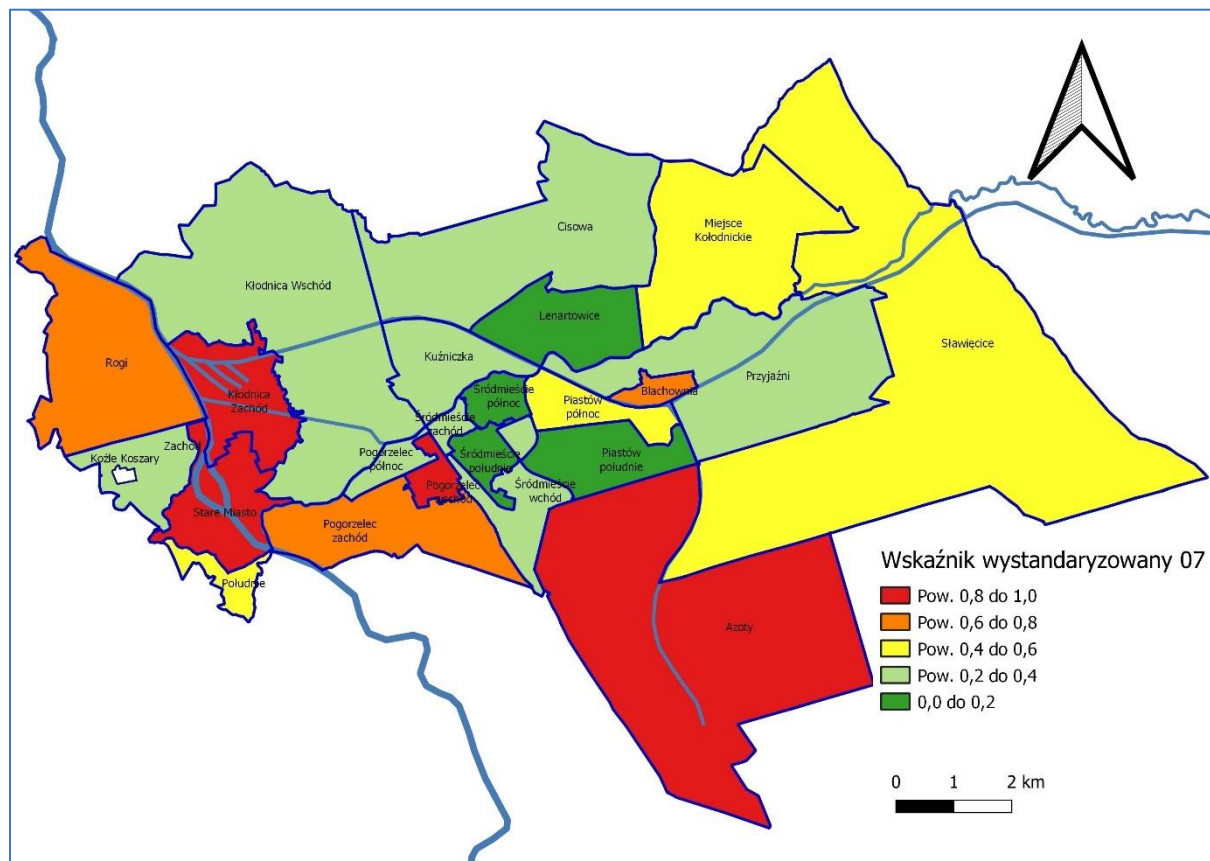 Cisowa
Miejsce
Kołodnickie
Kłodnica Wschód
Lenartowice
Sławięcice
Rogi
Kuźniczka
Przyjaźni
Kłodnica
Zachód
Śródmieście
północ
Blachownia
Piastów
północ
Śródmieście
zachód
Zachód
Koźle Koszary
Pogorzelec
północ
Śródmieście
południe
Piastów
południe
Śródmieście
wchód
Pogorzelec
wschód
Stare Miasto
Pogorzelec
zachód
Południe
Azoty
Wskaźnik wystandaryzowany 07
Pow. 0,8 do 1,0
Pow. 0,6 do 0,8
Pow. 0,4 do 0,6
Pow. 0,2 do 0,4
0,0 do 0,2
0 1 2 km